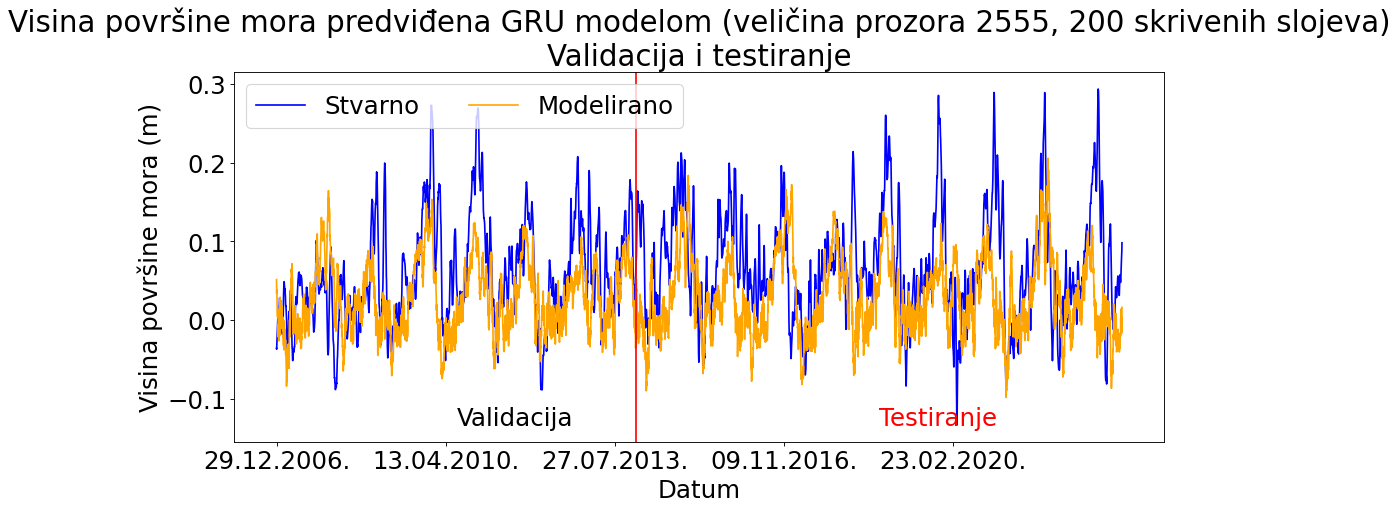 Visina površine mora predviđena GRU modelom (veličina prozora 2555, 200 skrivenih slojeva)
Validacija i testiranje
Stvarno
Modelirano
Visina površine mora (m)
0.3
0.2
0.1
0.0
−0.1
Validacija
Testiranje
29.12.2006.
13.04.2010.
27.07.2013.
09.11.2016.
23.02.2020.
Datum